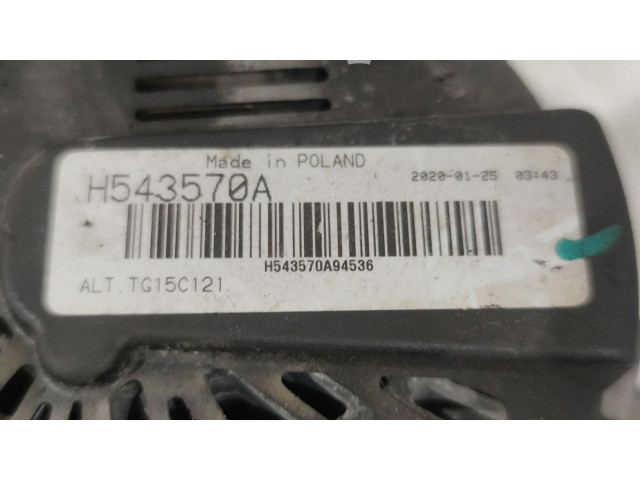 Made in POLAND
H543570A 2020-01-25 03:43
H543570A94536
ALT.TG15C121.